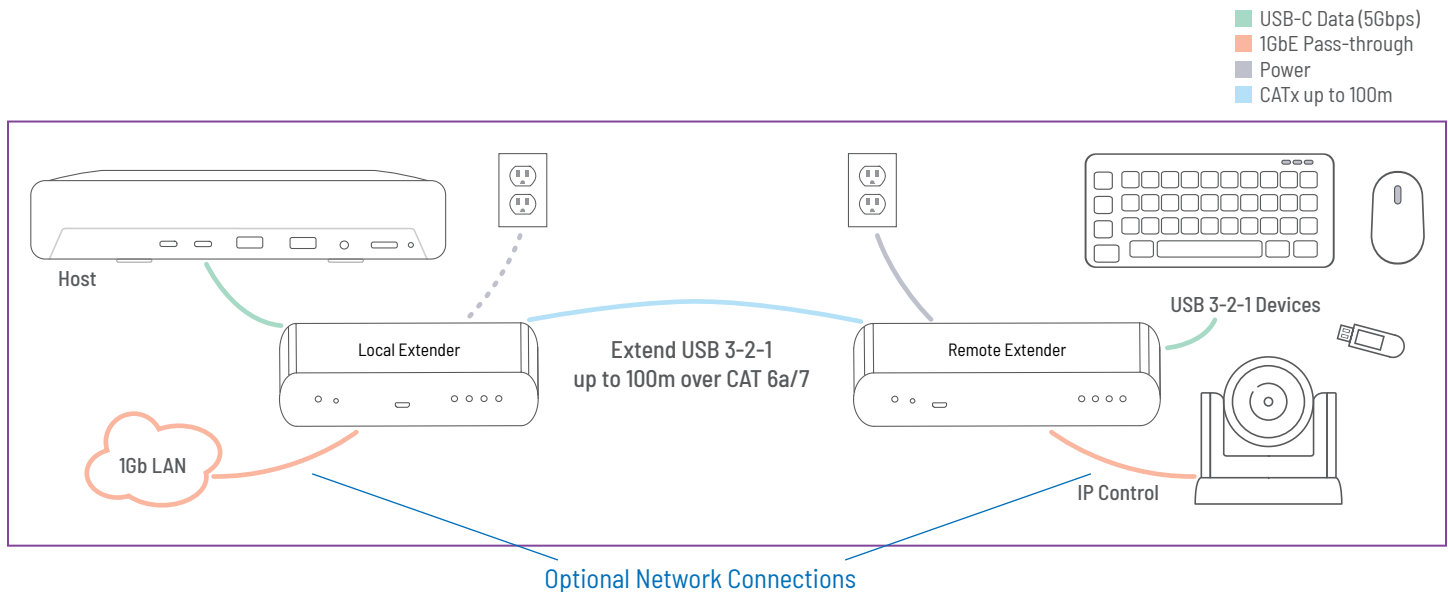 USB-C Data (5Gbps)
1GbE Pass-through
Power
CATx up to 100m
Host
Local Extender
Extend USB 3-2-1
up to 100m over CAT 6a/7
Remote Extender
USB 3-2-1 Devices
1Gb LAN
IP Control
Optional Network Connections